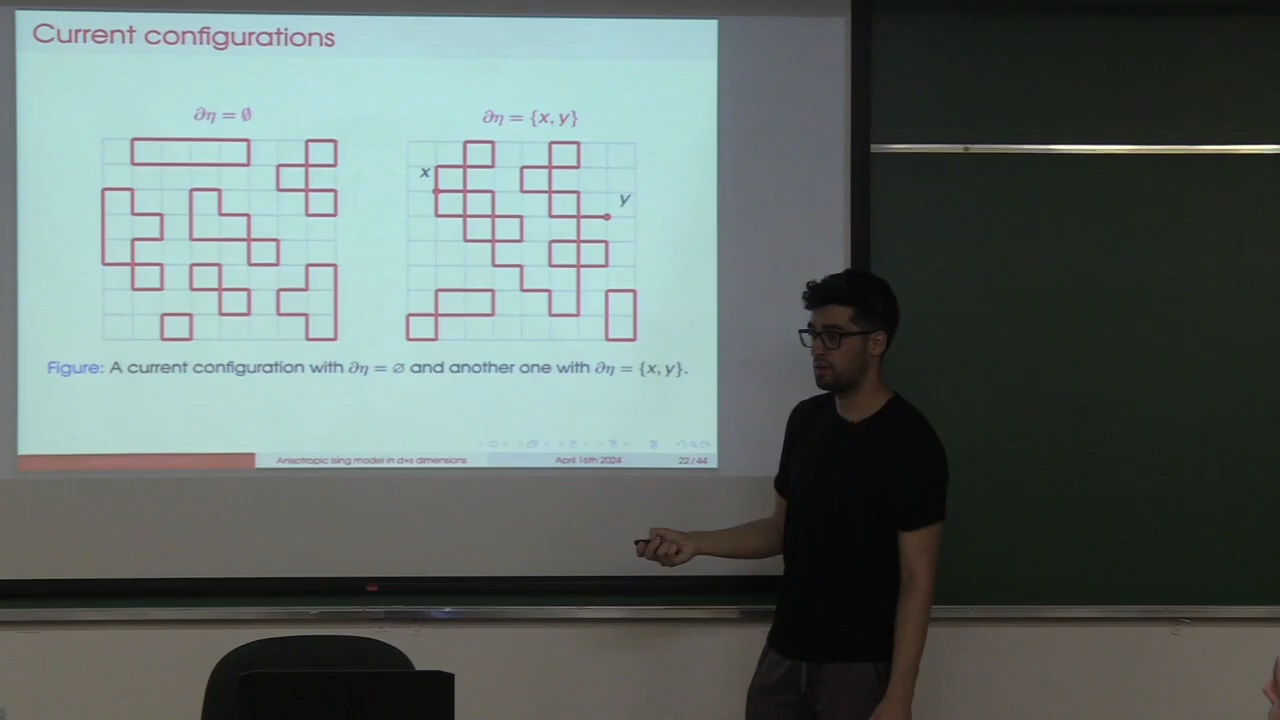 Current configurations
∂η = ∅
∂η = {x, y}
x
y
Figure: A current configuration with ∂η = ∅ and another one with ∂η = {x, y}.
Anisotropic Ising model in d+s dimensions
April 16th 2024
22 / 44